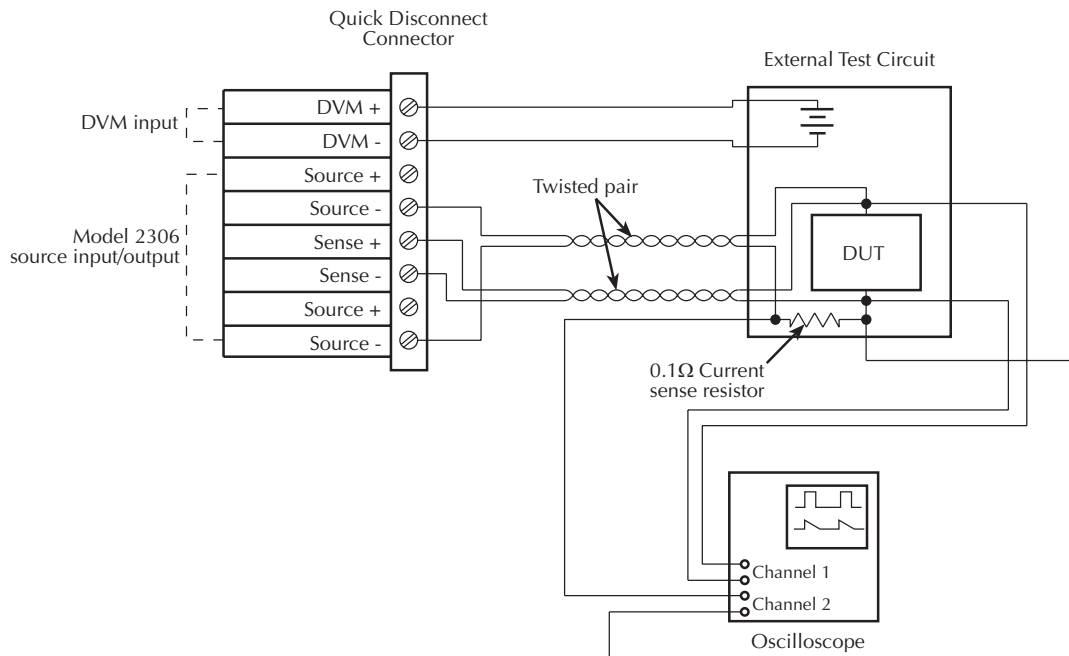 Quick Disconnect
Connector
External Test Circuit
DVM input
DVM +
DVM -
Source +
Source -
Sense +
Sense -
Source +
Source -
Model 2306
source input/output
Twisted pair
DUT
0.1Ω Current
sense resistor
Channel 1
Channel 2
Oscilloscope